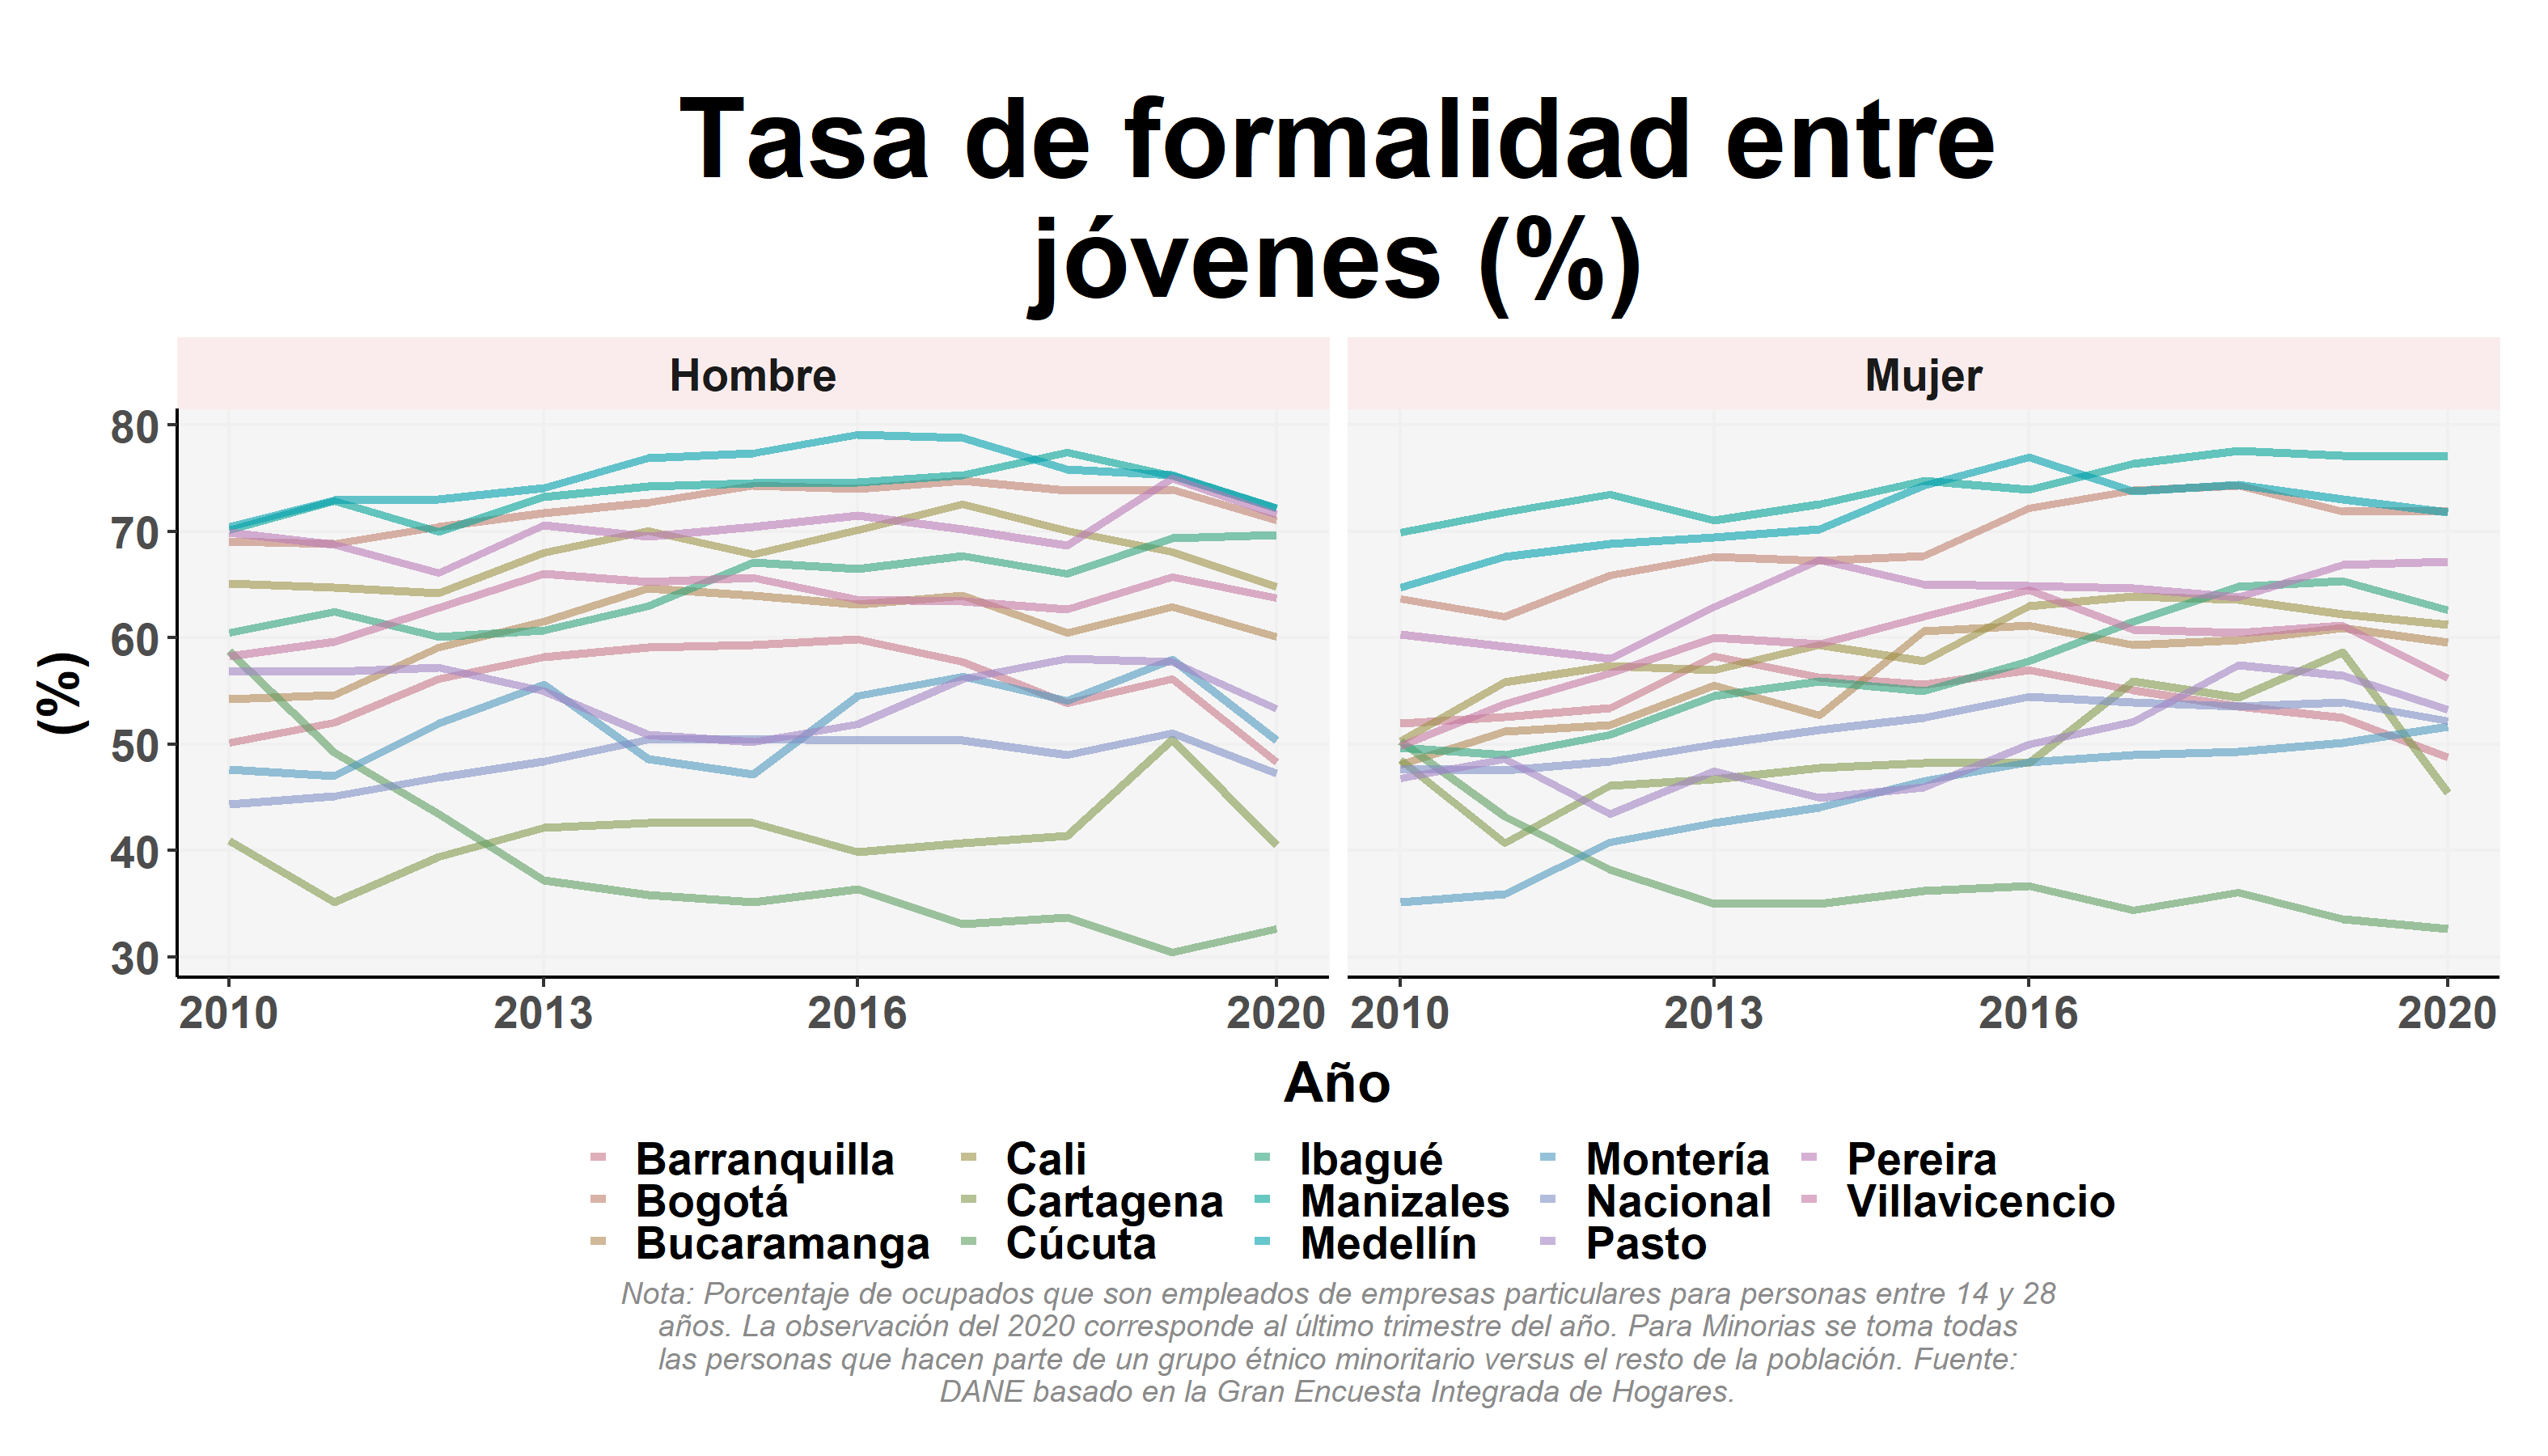 Tasa de formalidad entre
jóvenes (%)
Hombre
Mujer
(%)
80
70
60
50
40
30
2010 2013 2016 2020
2010 2013 2016 2020
Año
Barranquilla Cali Ibagué Montería Pereira
Bogotá Cartagena Manizales Nacional Villavicencio
Bucaramanga Cúcuta Medellín Pasto
Nota: Porcentaje de ocupados que son empleados de empresas particulares para personas entre 14 y 28
años. La observación del 2020 corresponde al último trimestre del año. Para Minorias se toma todas
las personas que hacen parte de un grupo étnico minoritario versus el resto de la población. Fuente:
DANE basado en la Gran Encuesta Integrada de Hogares.